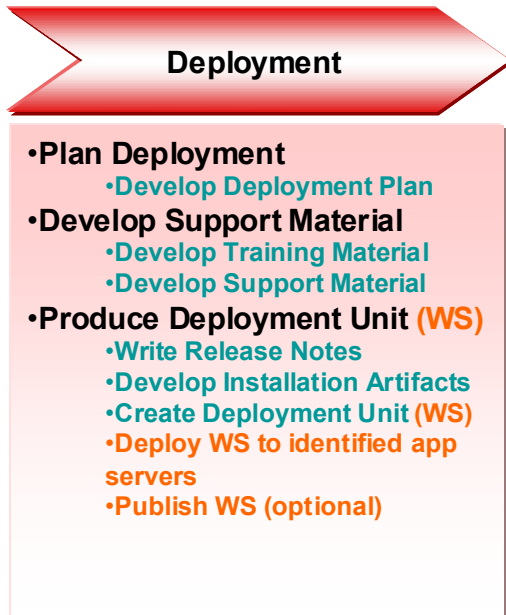 Deployment
•Plan Deployment
•Develop Deployment Plan
•Develop Support Material
•Develop Training Material
•Develop Support Material
•Produce Deployment Unit (WS)
•Write Release Notes
•Develop Installation Artifacts
•Create Deployment Unit (WS)
•Deploy WS to identified app
servers
•Publish WS (optional)